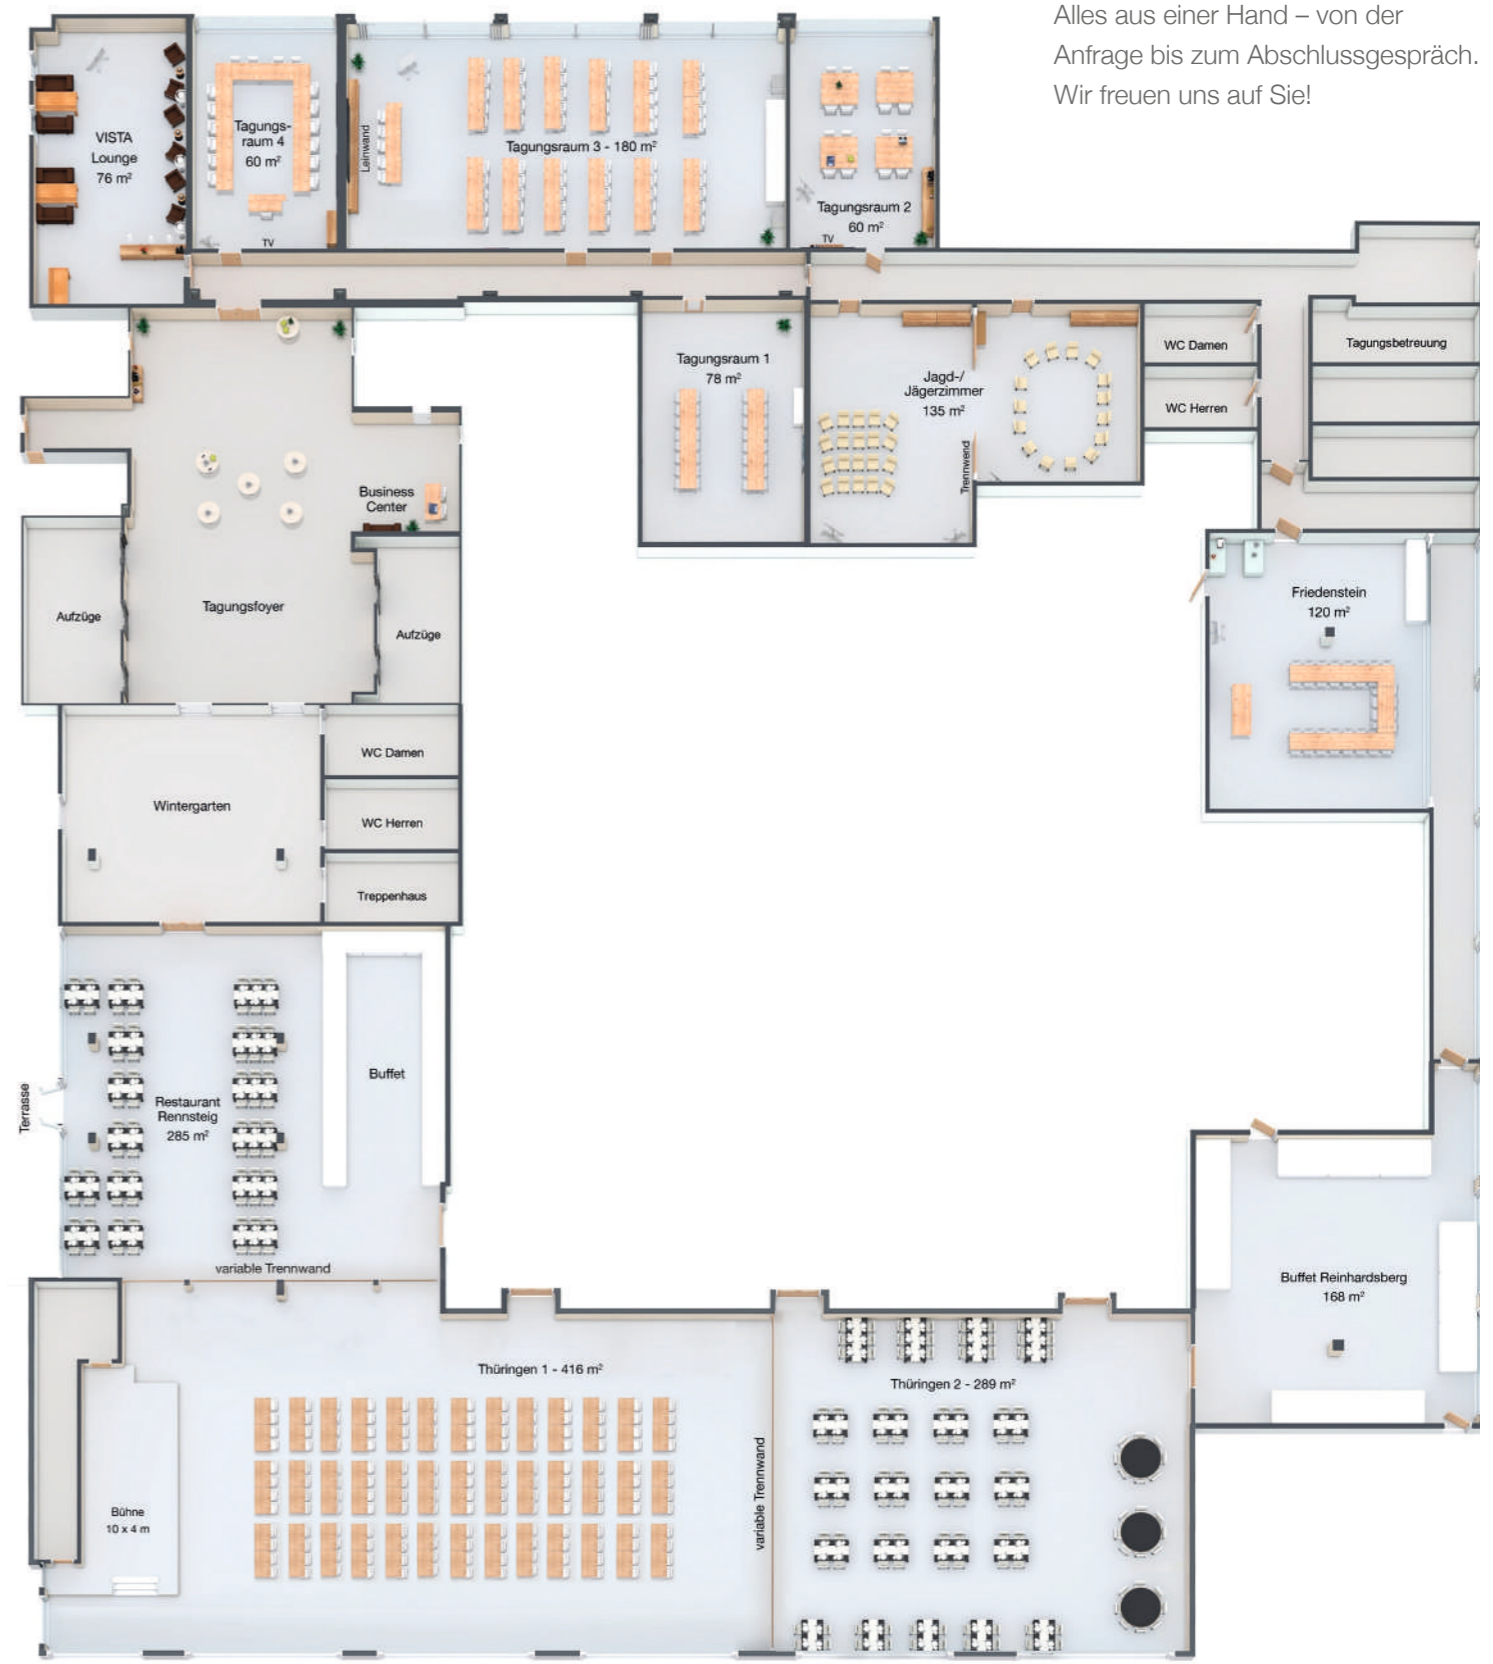 Alles aus einer Hand – von der
Anfrage bis zum Abschlussgespräch.
Wir freuen uns auf Sie!
VISTA
Lounge
76 m²
Tagungs-
raum 4
60 m²
TV
Leinwand
Tagungsraum 3 - 180 m²
Tagungsraum 2
60 m²
TV
Tagungsraum 1
78 m²
Jagd-/
Jägerzimmer
135 m²
Trennwand
WC Damen
WC Herren
Tagungsbetreuung
Business
Center
Aufzüge
Tagungsfoyer
Aufzüge
Friedenstein
120 m²
WC Damen
Wintergarten
WC Herren
Treppenhaus
Terrasse
Restaurant
Rennsteig
285 m²
Buffet
variable Trennwand
Buffet Reinhardsberg
168 m²
Thüringen 1 - 416 m²
variable Trennwand
Thüringen 2 - 289 m²
Bühne
10 x 4 m